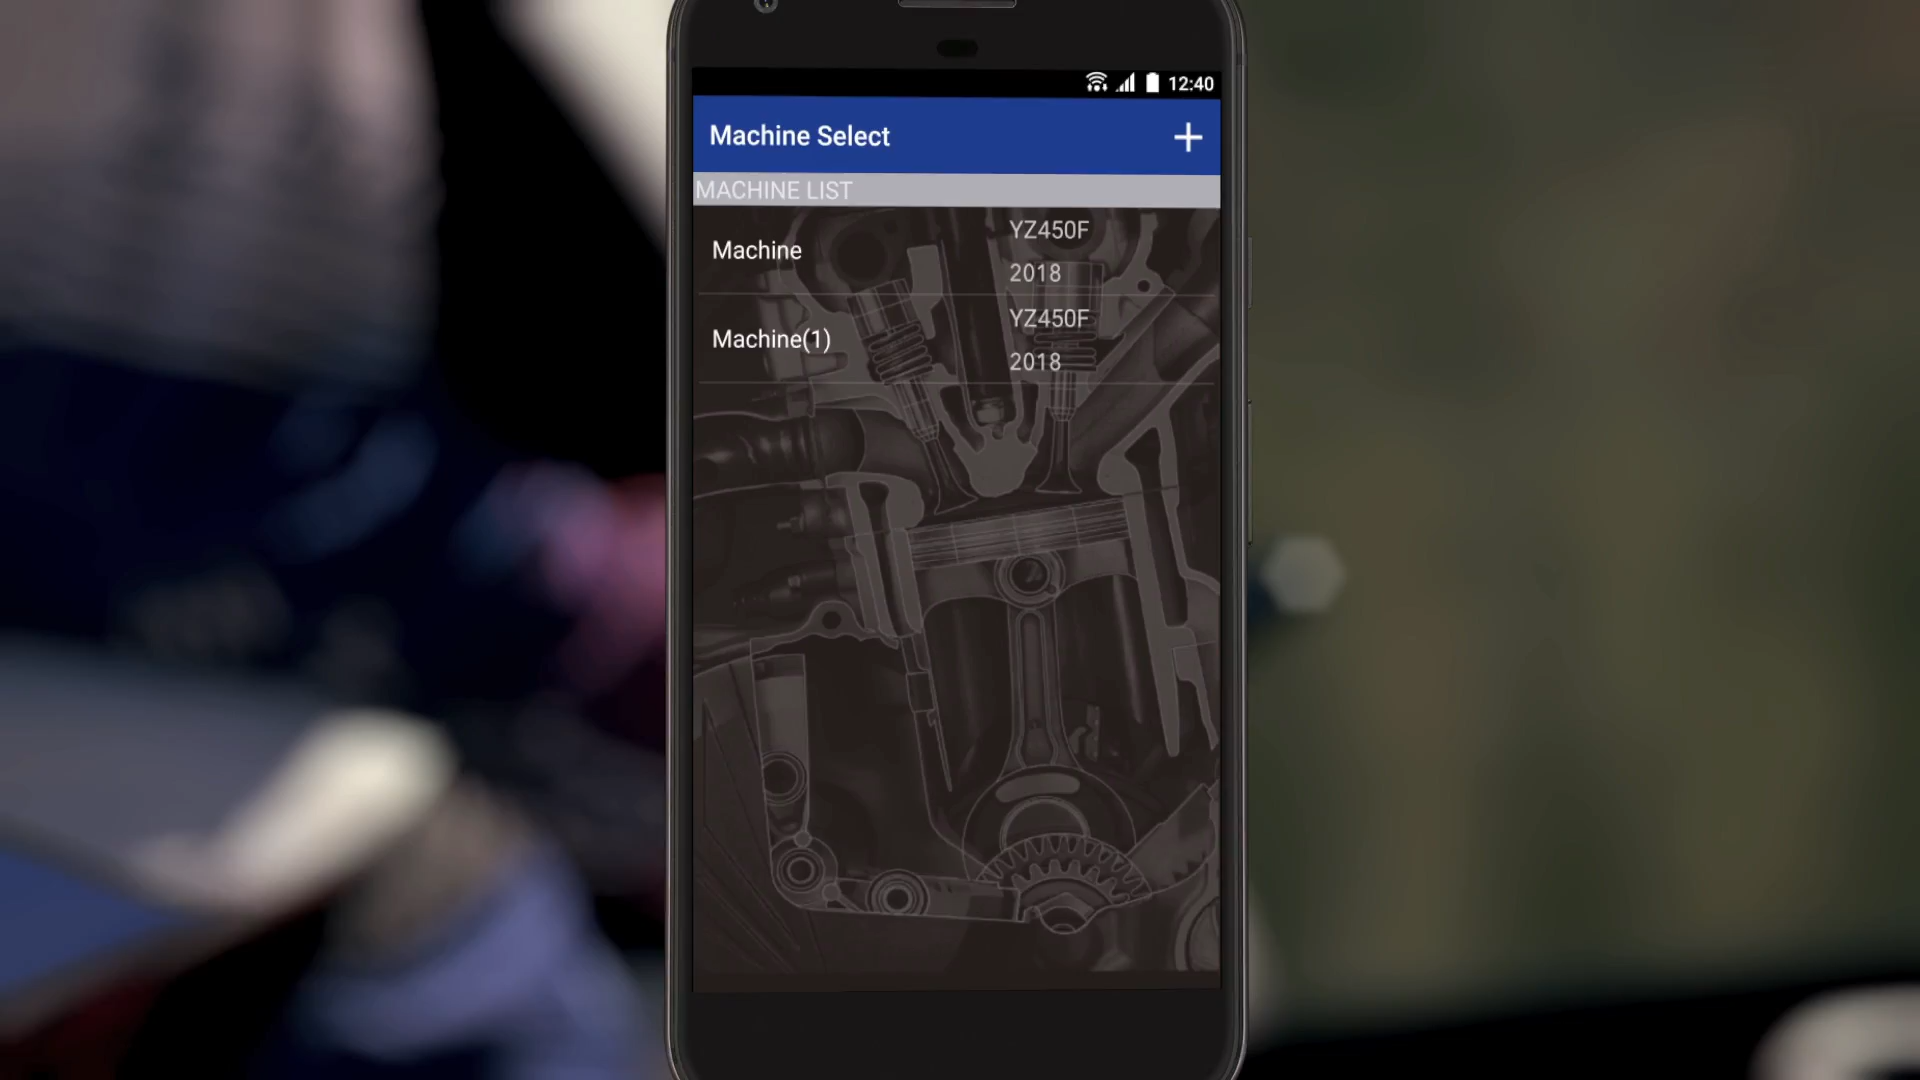 12:40
Machine Select
MACHINE LIST
Machine
YZ450F
2018
Machine(1)
YZ450F
2018